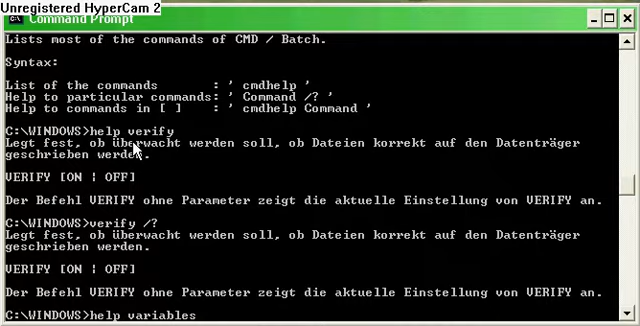 Unregistered HyperCam 2
Command Prompt
Lists most of the commands of CMD / Batch.
Syntax:
List of the commands : ' cmdhelp '
Help to particular commands: ' Command /? '
Help to commands in [ ] : ' cmdhelp Command '
C:\WINDOWS>help verify
Legt fest, ob überwacht werden soll, ob Dateien korrekt auf den Datenträger
geschrieben werden.
VERIFY [ON | OFF]
Der Befehl VERIFY ohne Parameter zeigt die aktuelle Einstellung von VERIFY an.
C:\WINDOWS>verify /?
Legt fest, ob überwacht werden soll, ob Dateien korrekt auf den Datenträger
geschrieben werden.
VERIFY [ON | OFF]
Der Befehl VERIFY ohne Parameter zeigt die aktuelle Einstellung von VERIFY an.
C:\WINDOWS>help variables